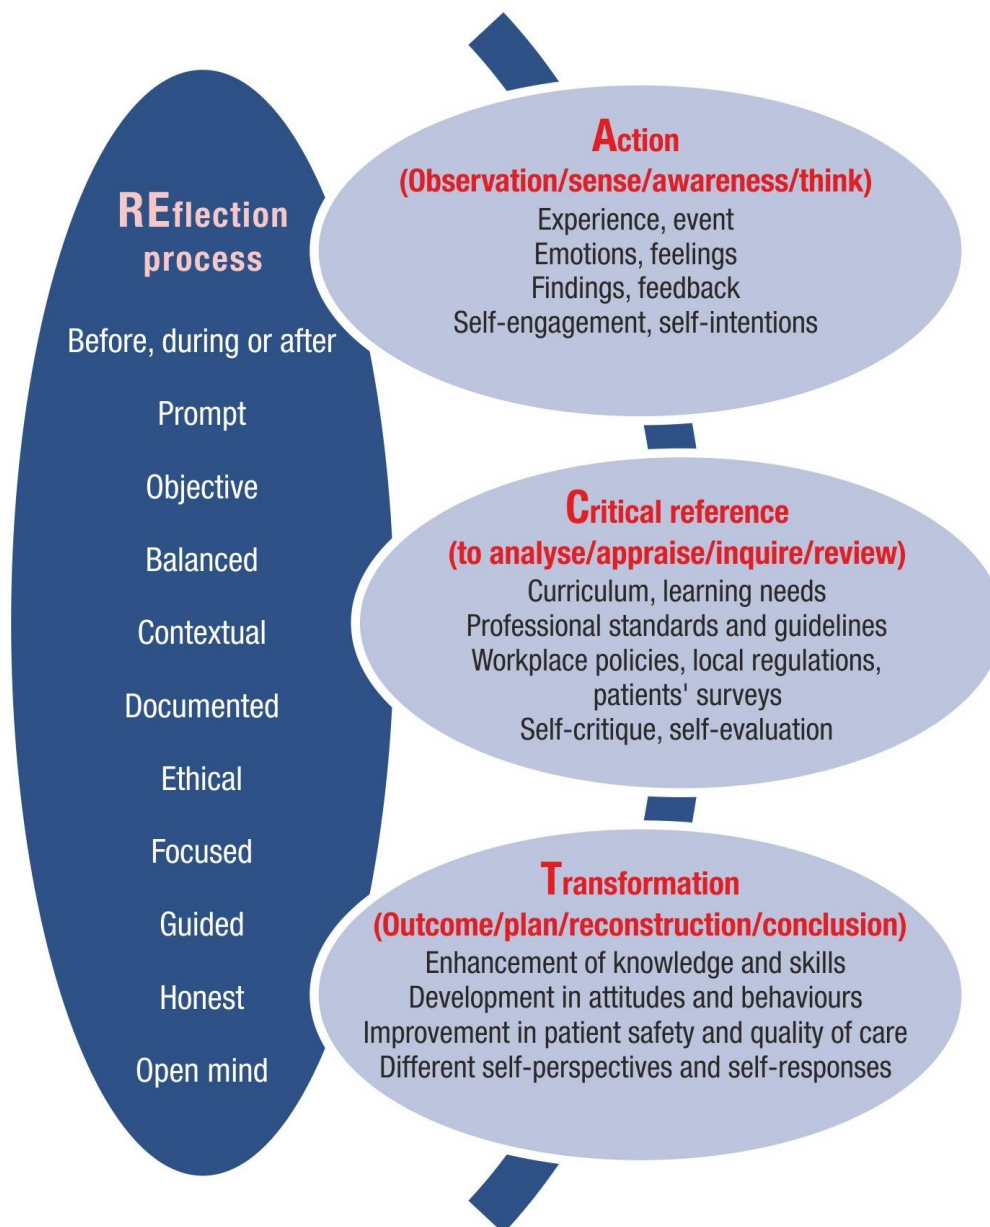 REflection
process
Before, during or after
Prompt
Objective
Balanced
Contextual
Documented
Ethical
Focused
Guided
Honest
Open mind
Action
(Observation/sense/awareness/think)
Experience, event
Emotions, feelings
Findings, feedback
Self-engagement, self-intentions
Critical reference
(to analyse/appraise/inquire/review)
Curriculum, learning needs
Professional standards and guidelines
Workplace policies, local regulations,
patients' surveys
Self-critique, self-evaluation
Transformation
(Outcome/plan/reconstruction/conclusion)
Enhancement of knowledge and skills
Development in attitudes and behaviours
Improvement in patient safety and quality of care
Different self-perspectives and self-responses